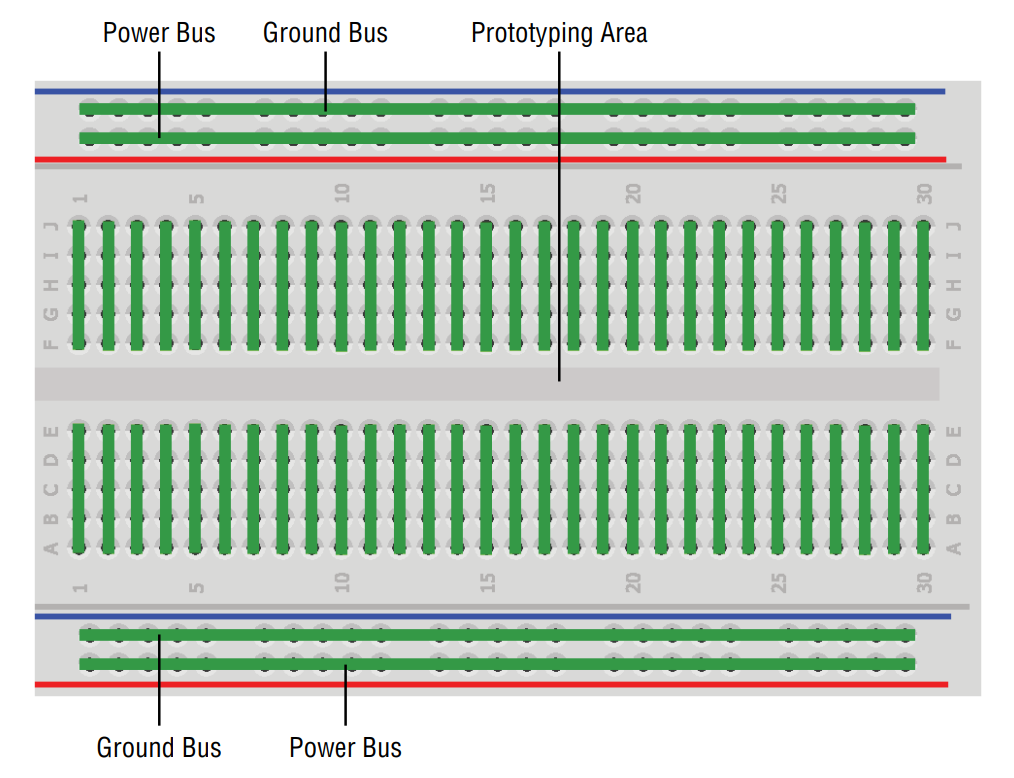 Power Bus Ground Bus Prototyping Area
1 5 10 15 20 25 30
J J
I I
H H
G G
F F
E E
D D
C C
B B
A A
1 5 10 15 20 25 30
Ground Bus Power Bus